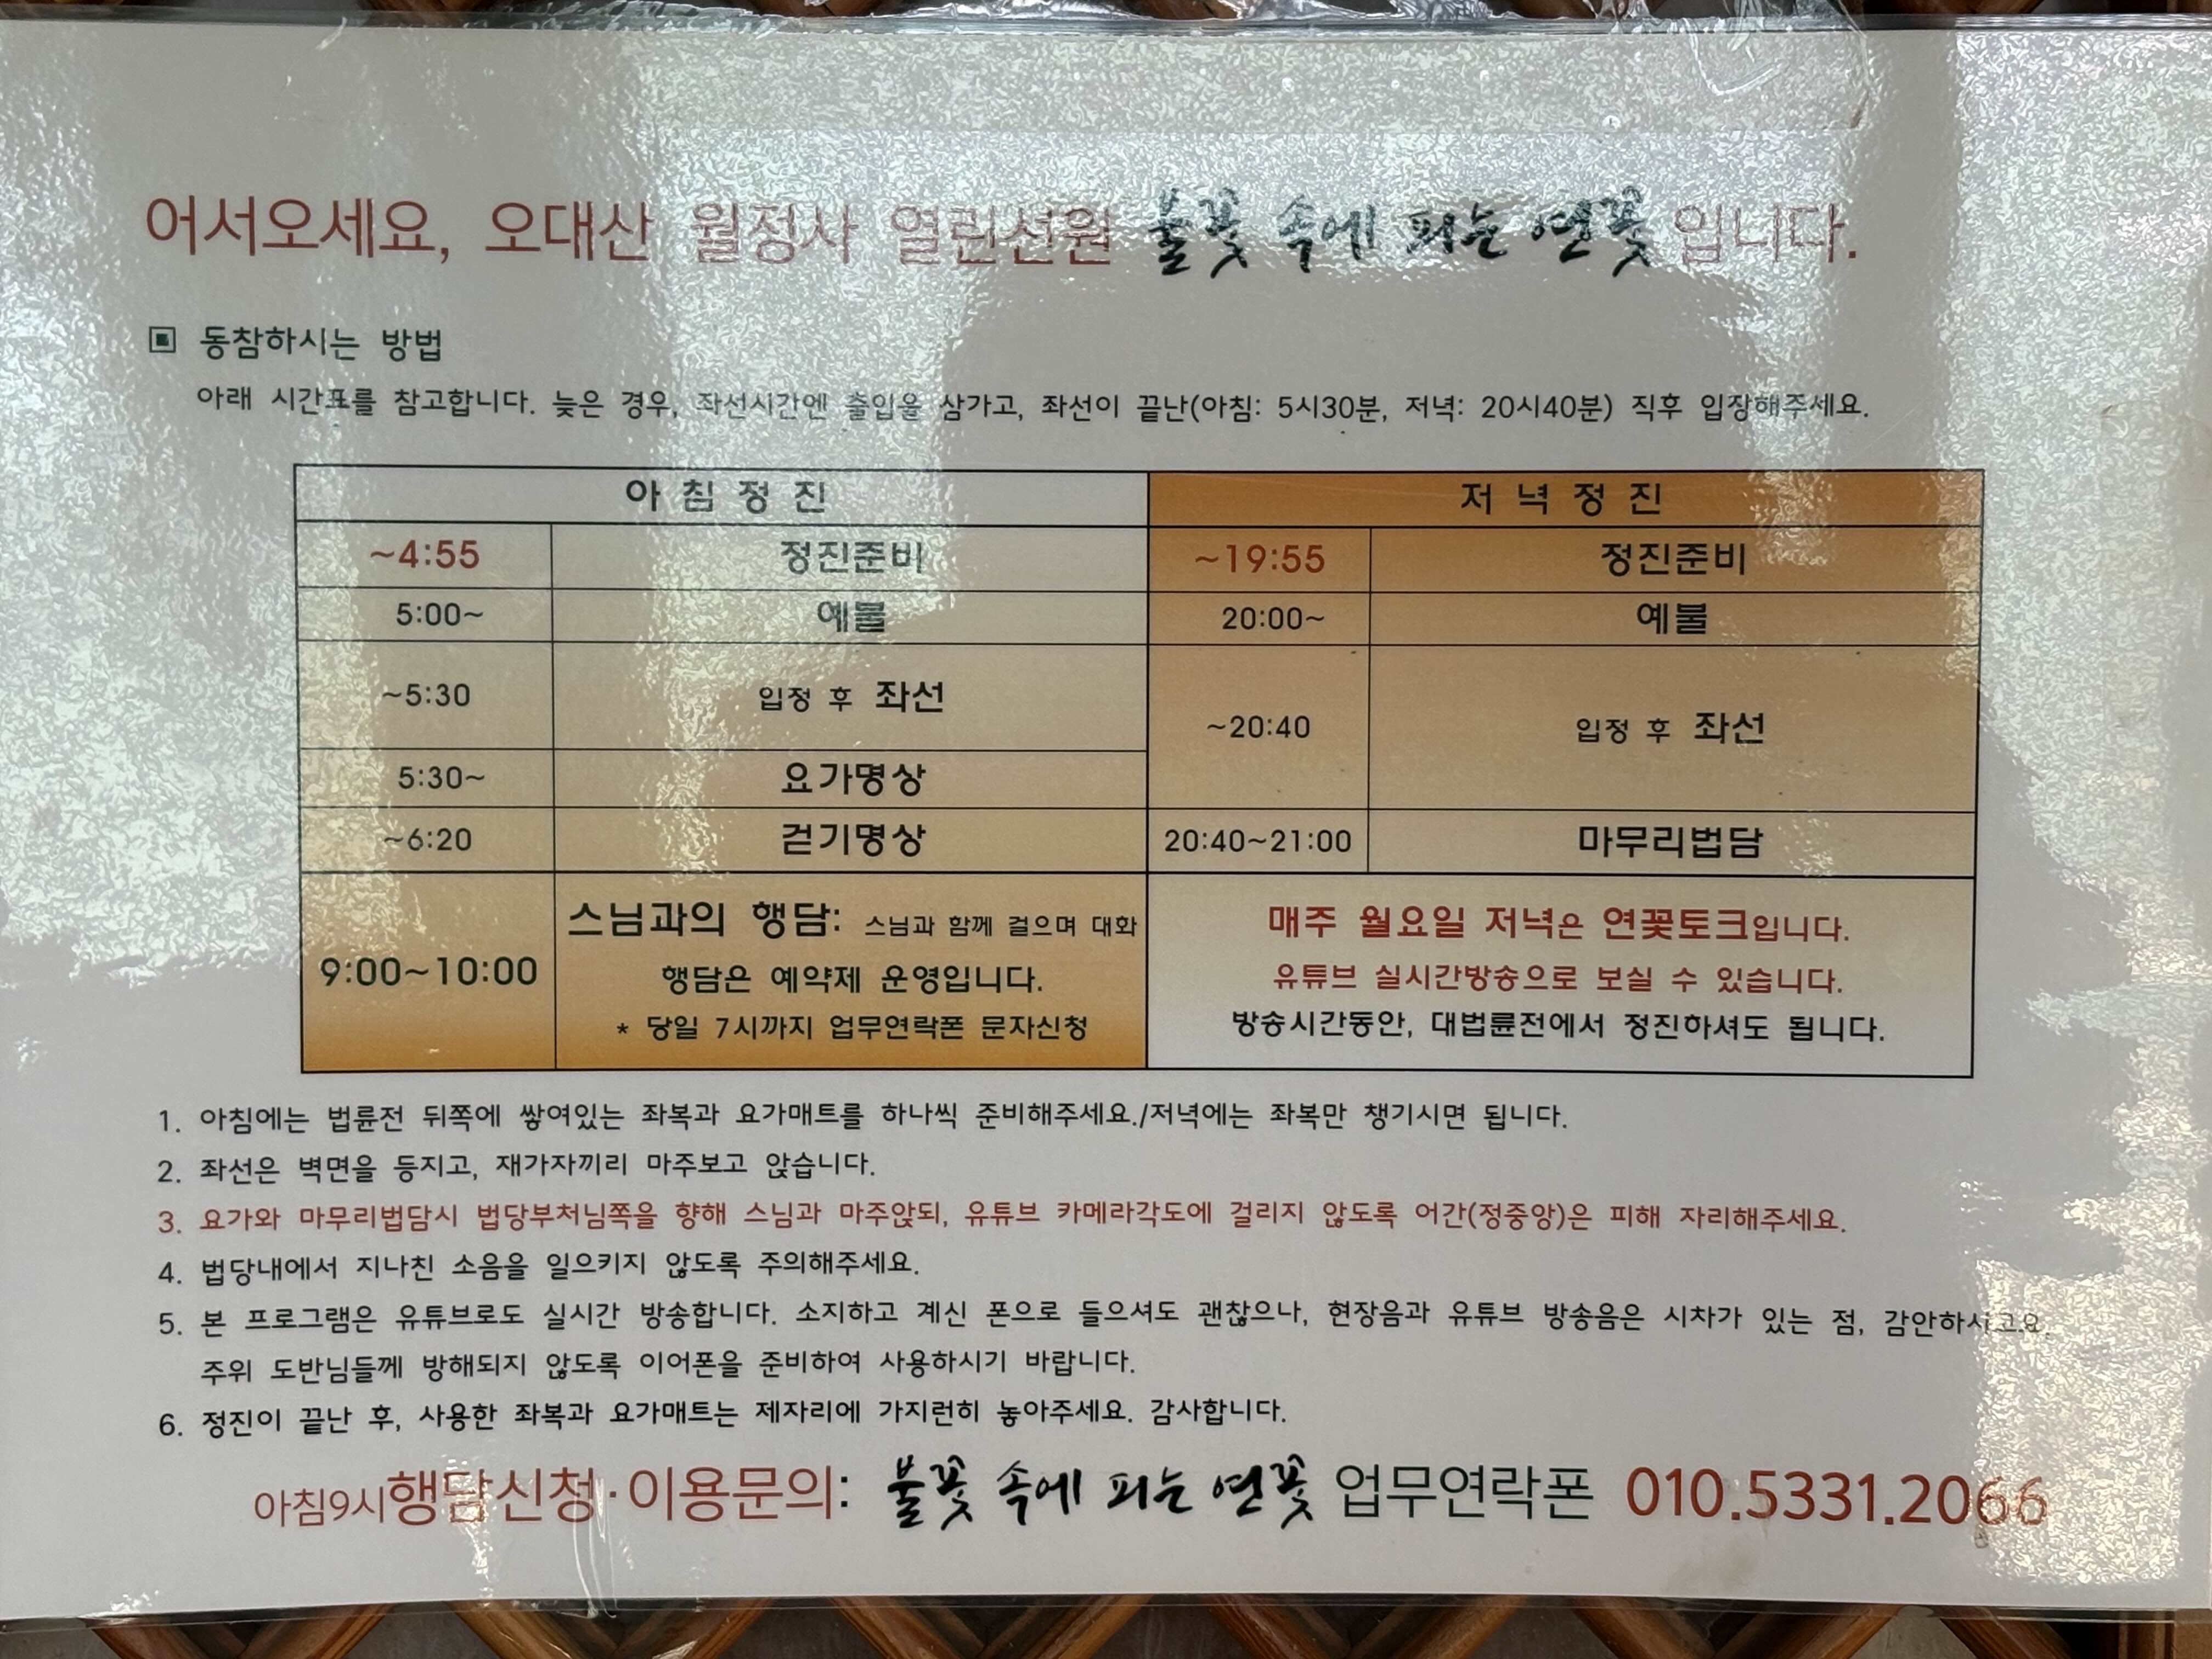 어서오세요, 오대산 월정사 열린선원 불꽃 속에 피는 연꽃 입니다.
▣ 동참하시는 방법
아래 시간표를 참고합니다. 늦은 경우, 좌선시간엔 출입을 삼가고, 좌선이 끝난(아침: 5시30분, 저녁: 20시40분) 직후 입장해주세요.
아 침 정 진
~4:55 정진준비
5:00~ 예불
~5:30 입정 후 좌선
5:30~ 요가명상
~6:20 걷기명상
9:00~10:00
스님과의 행담: 스님과 함께 걸으며 대화
행담은 예약제 운영입니다.
* 당일 7시까지 업무연락폰 문자신청
저 녁 정 진
~19:55 정진준비
20:00~ 예불
~20:40 입정 후 좌선
20:40~21:00 마무리법담
매주 월요일 저녁은 연꽃토크입니다.
유튜브 실시간방송으로 보실 수 있습니다.
방송시간동안, 대법륜전에서 정진하셔도 됩니다.
1. 아침에는 법륜전 뒤쪽에 쌓여있는 좌복과 요가매트를 하나씩 준비해주세요./저녁에는 좌복만 챙기시면 됩니다.
2. 좌선은 벽면을 등지고, 재가자끼리 마주보고 앉습니다.
3. 요가와 마무리법담시 법당부처님쪽을 향해 스님과 마주앉되, 유튜브 카메라각도에 걸리지 않도록 어간(정중앙)은 피해 자리해주세요.
4. 법당내에서 지나친 소음을 일으키지 않도록 주의해주세요.
5. 본 프로그램은 유튜브로도 실시간 방송합니다. 소지하고 계신 폰으로 들으셔도 괜찮으나, 현장음과 유튜브 방송음은 시차가 있는 점, 감안하시고요,
주위 도반님들께 방해되지 않도록 이어폰을 준비하여 사용하시기 바랍니다.
6. 정진이 끝난 후, 사용한 좌복과 요가매트는 제자리에 가지런히 놓아주세요. 감사합니다.
아침9시행담신청·이용문의: 불꽃 속에 피는 연꽃 업무연락폰 010.5331.2066